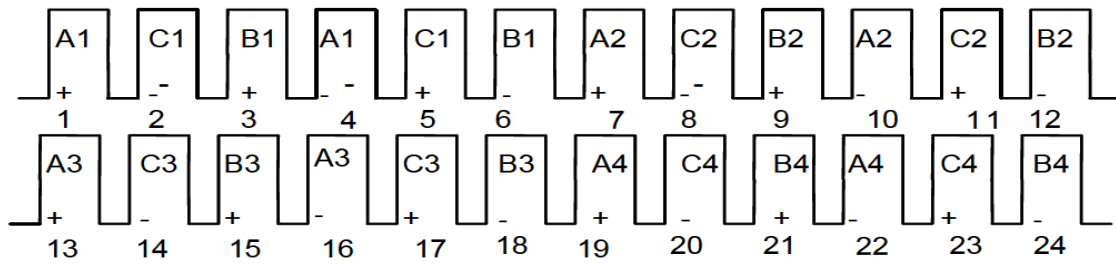 A1 C1 B1 A1 C1 B1 A2 C2 B2 A2 C2 B2
+ - - + - - + - + - - + - + -
1 2 3 4 5 6 7 8 9 10 11 12
A3 C3 B3 A3 C3 B3 A4 C4 B4 A4 C4 B4
+ - + - + - + - + - + -
13 14 15 16 17 18 19 20 21 22 23 24